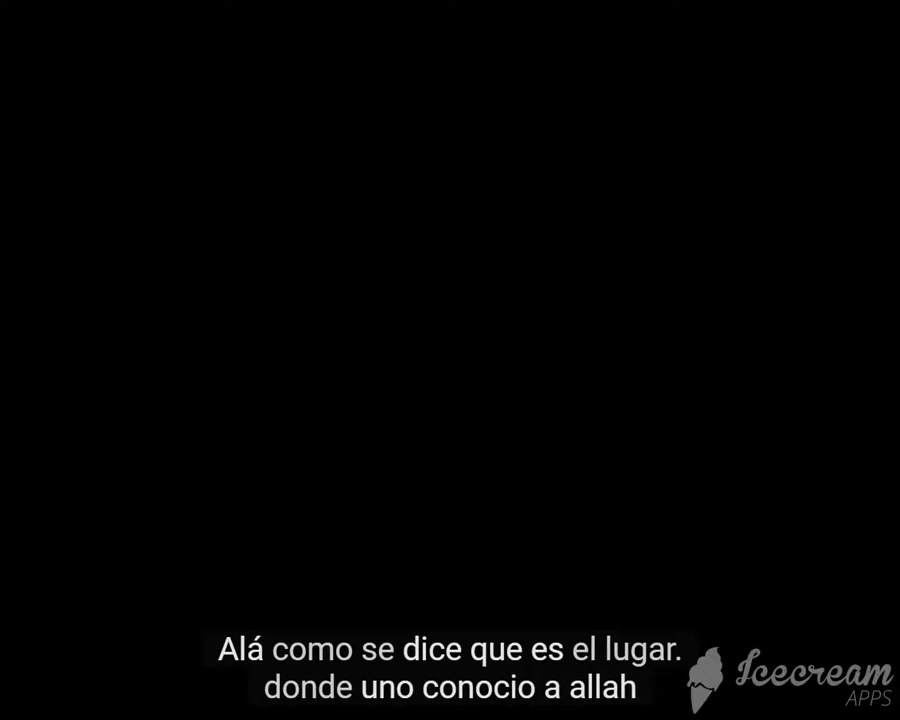 Alá como se dice que es el lugar.
donde uno conocio a allah
Icecream
APPS